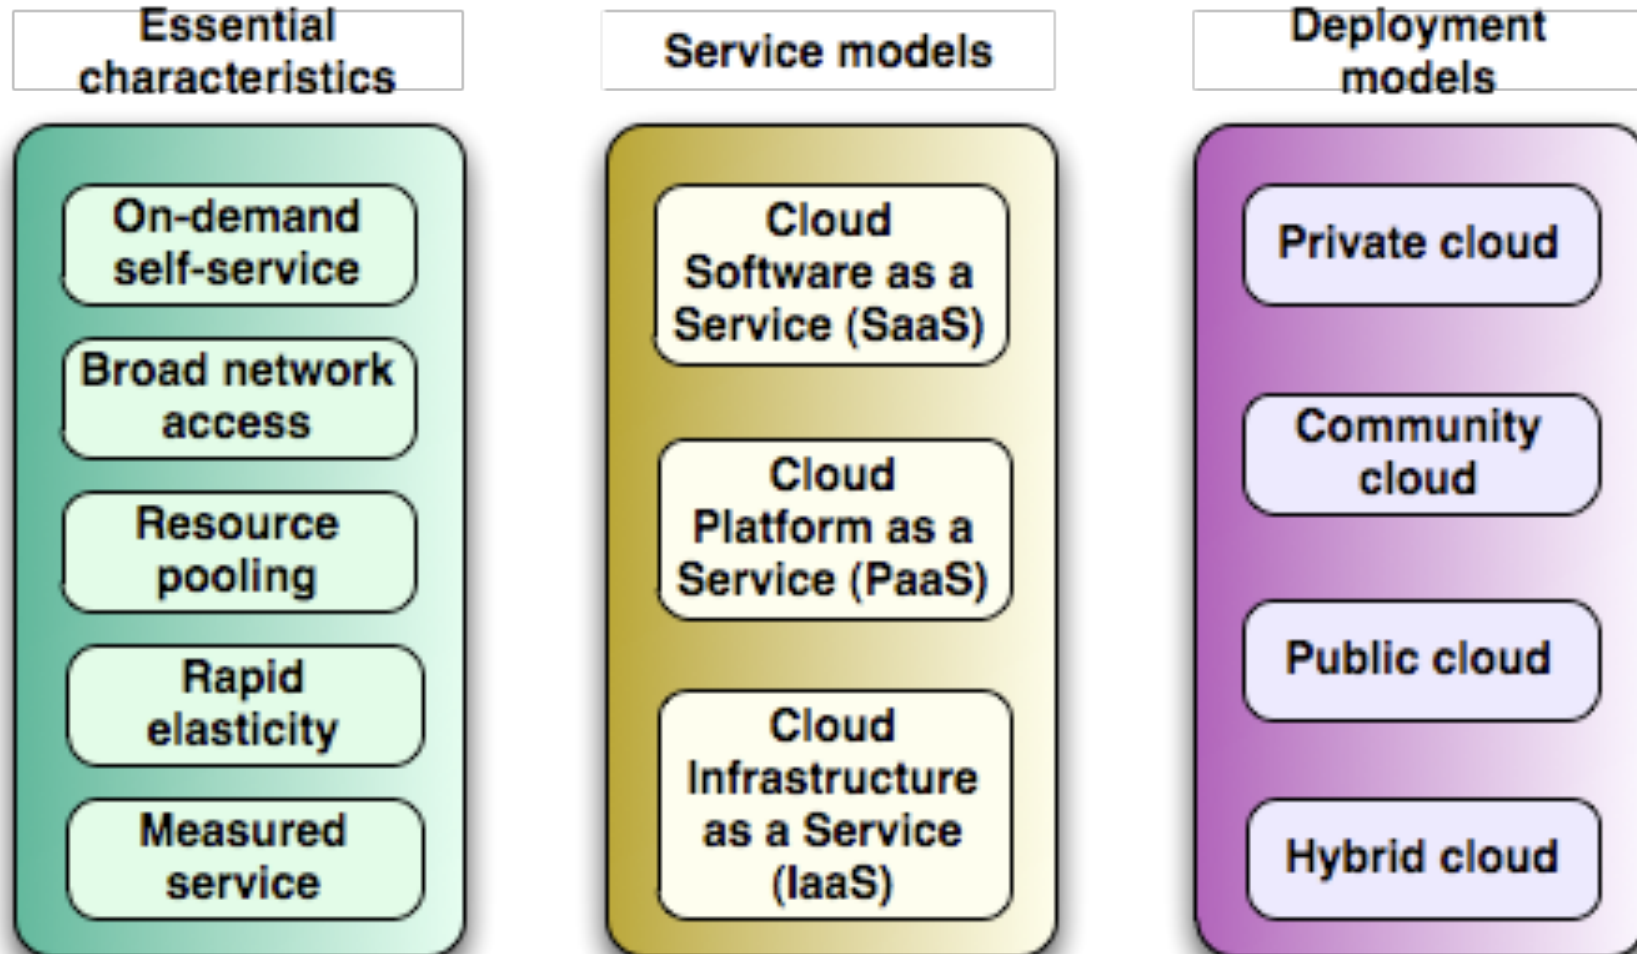 Essential
characteristics
On-demand
self-service
Broad network
access
Resource
pooling
Rapid
elasticity
Measured
service
Service models
Cloud
Software as a
Service (SaaS)
Cloud
Platform as a
Service (PaaS)
Cloud
Infrastructure
as a Service
(IaaS)
Deployment
models
Private cloud
Community
cloud
Public cloud
Hybrid cloud